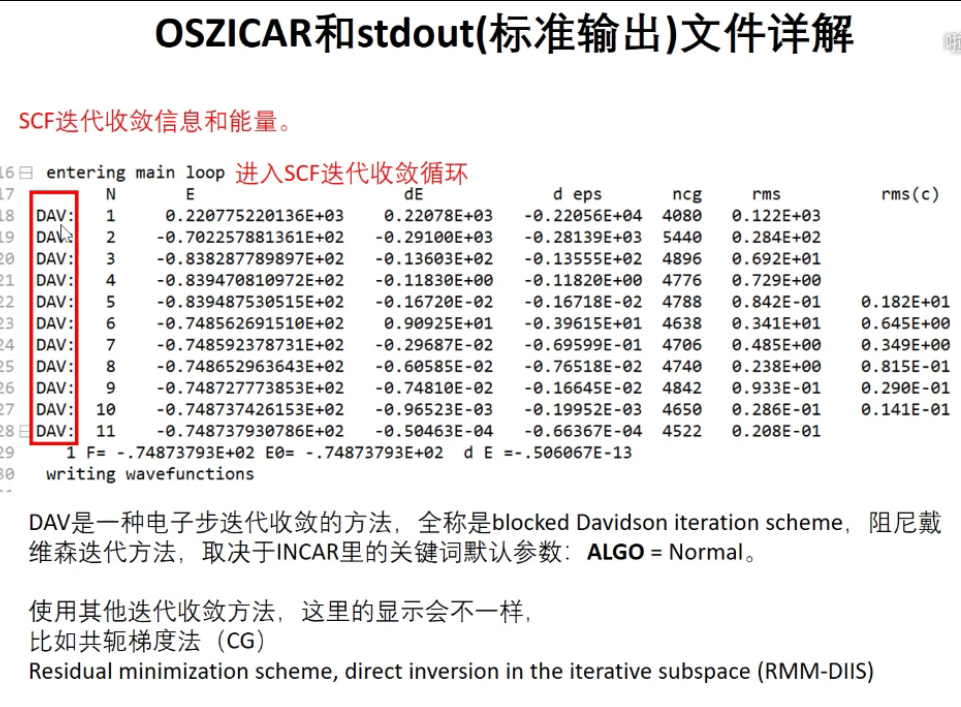 OSZICAR和stdout(标准输出)文件详解
SCF迭代收敛信息和能量。
16 entering main loop 进入SCF迭代收敛循环
17 N E dE d eps ncg rms rms(c)
18 DAV: 1 0.220775220136E+03 0.22078E+03 -0.22056E+04 4080 0.122E+03
19 DAV: 2 -0.702257881361E+02 -0.29100E+03 -0.28139E+03 5440 0.284E+02
20 DAV: 3 -0.838287789897E+02 -0.13603E+02 -0.13555E+02 4896 0.692E+01
21 DAV: 4 -0.839470810972E+02 -0.11830E+00 -0.11820E+00 4776 0.729E+00
22 DAV: 5 -0.839487530515E+02 -0.16720E-02 -0.16718E-02 4788 0.842E-01 0.182E+01
23 DAV: 6 -0.748562691510E+02 0.90925E+01 -0.39615E+01 4638 0.341E+01 0.645E+00
24 DAV: 7 -0.748592378731E+02 -0.29687E-02 -0.69599E-01 4706 0.485E+00 0.349E+00
25 DAV: 8 -0.748652963643E+02 -0.60585E-02 -0.76518E-02 4740 0.238E+00 0.815E-01
26 DAV: 9 -0.748727773853E+02 -0.74810E-02 -0.16645E-02 4842 0.933E-01 0.290E-01
27 DAV: 10 -0.748737426153E+02 -0.96523E-03 -0.19952E-03 4650 0.286E-01 0.141E-01
28 DAV: 11 -0.748737930786E+02 -0.50463E-04 -0.66367E-04 4522 0.208E-01
29 1 F= -.74873793E+02 E0= -.74873793E+02 d E =-.506067E-13
30 writing wavefunctions
DAV是一种电子步迭代收敛的方法，全称是blocked Davidson iteration scheme，阻尼戴
维森迭代方法，取决于INCAR里的关键词默认参数：ALGO = Normal。
使用其他迭代收敛方法，这里的显示会不一样，
比如共轭梯度法（CG）
Residual minimization scheme, direct inversion in the iterative subspace (RMM-DIIS)